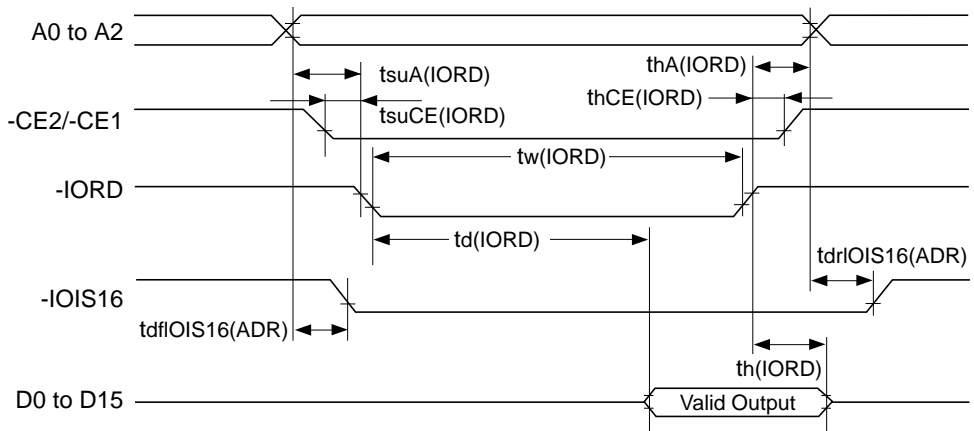 A0 to A2
tsuA(IORD)
thA(IORD)
tsuCE(IORD)
thCE(IORD)
-CE2/-CE1
tw(IORD)
-IORD
td(IORD)
tdrIOIS16(ADR)
-IOIS16
tdfIOIS16(ADR)
th(IORD)
D0 to D15
Valid Output